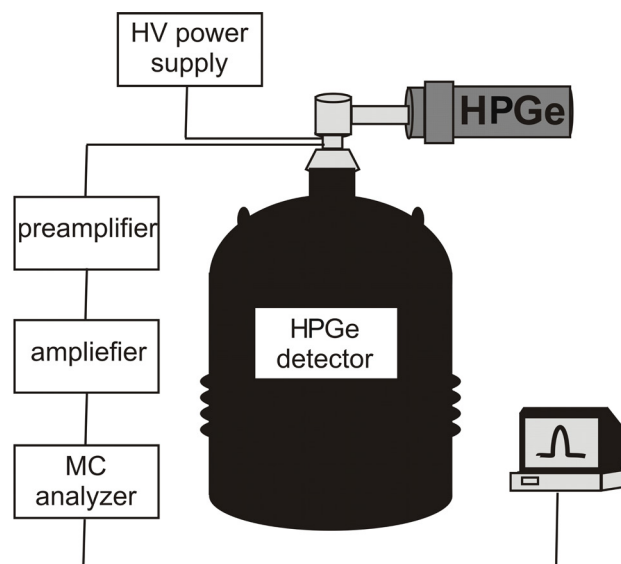 HV power
supply
HPGe
preamplifier
HPGe
detector
ampliefier
MC
analyzer